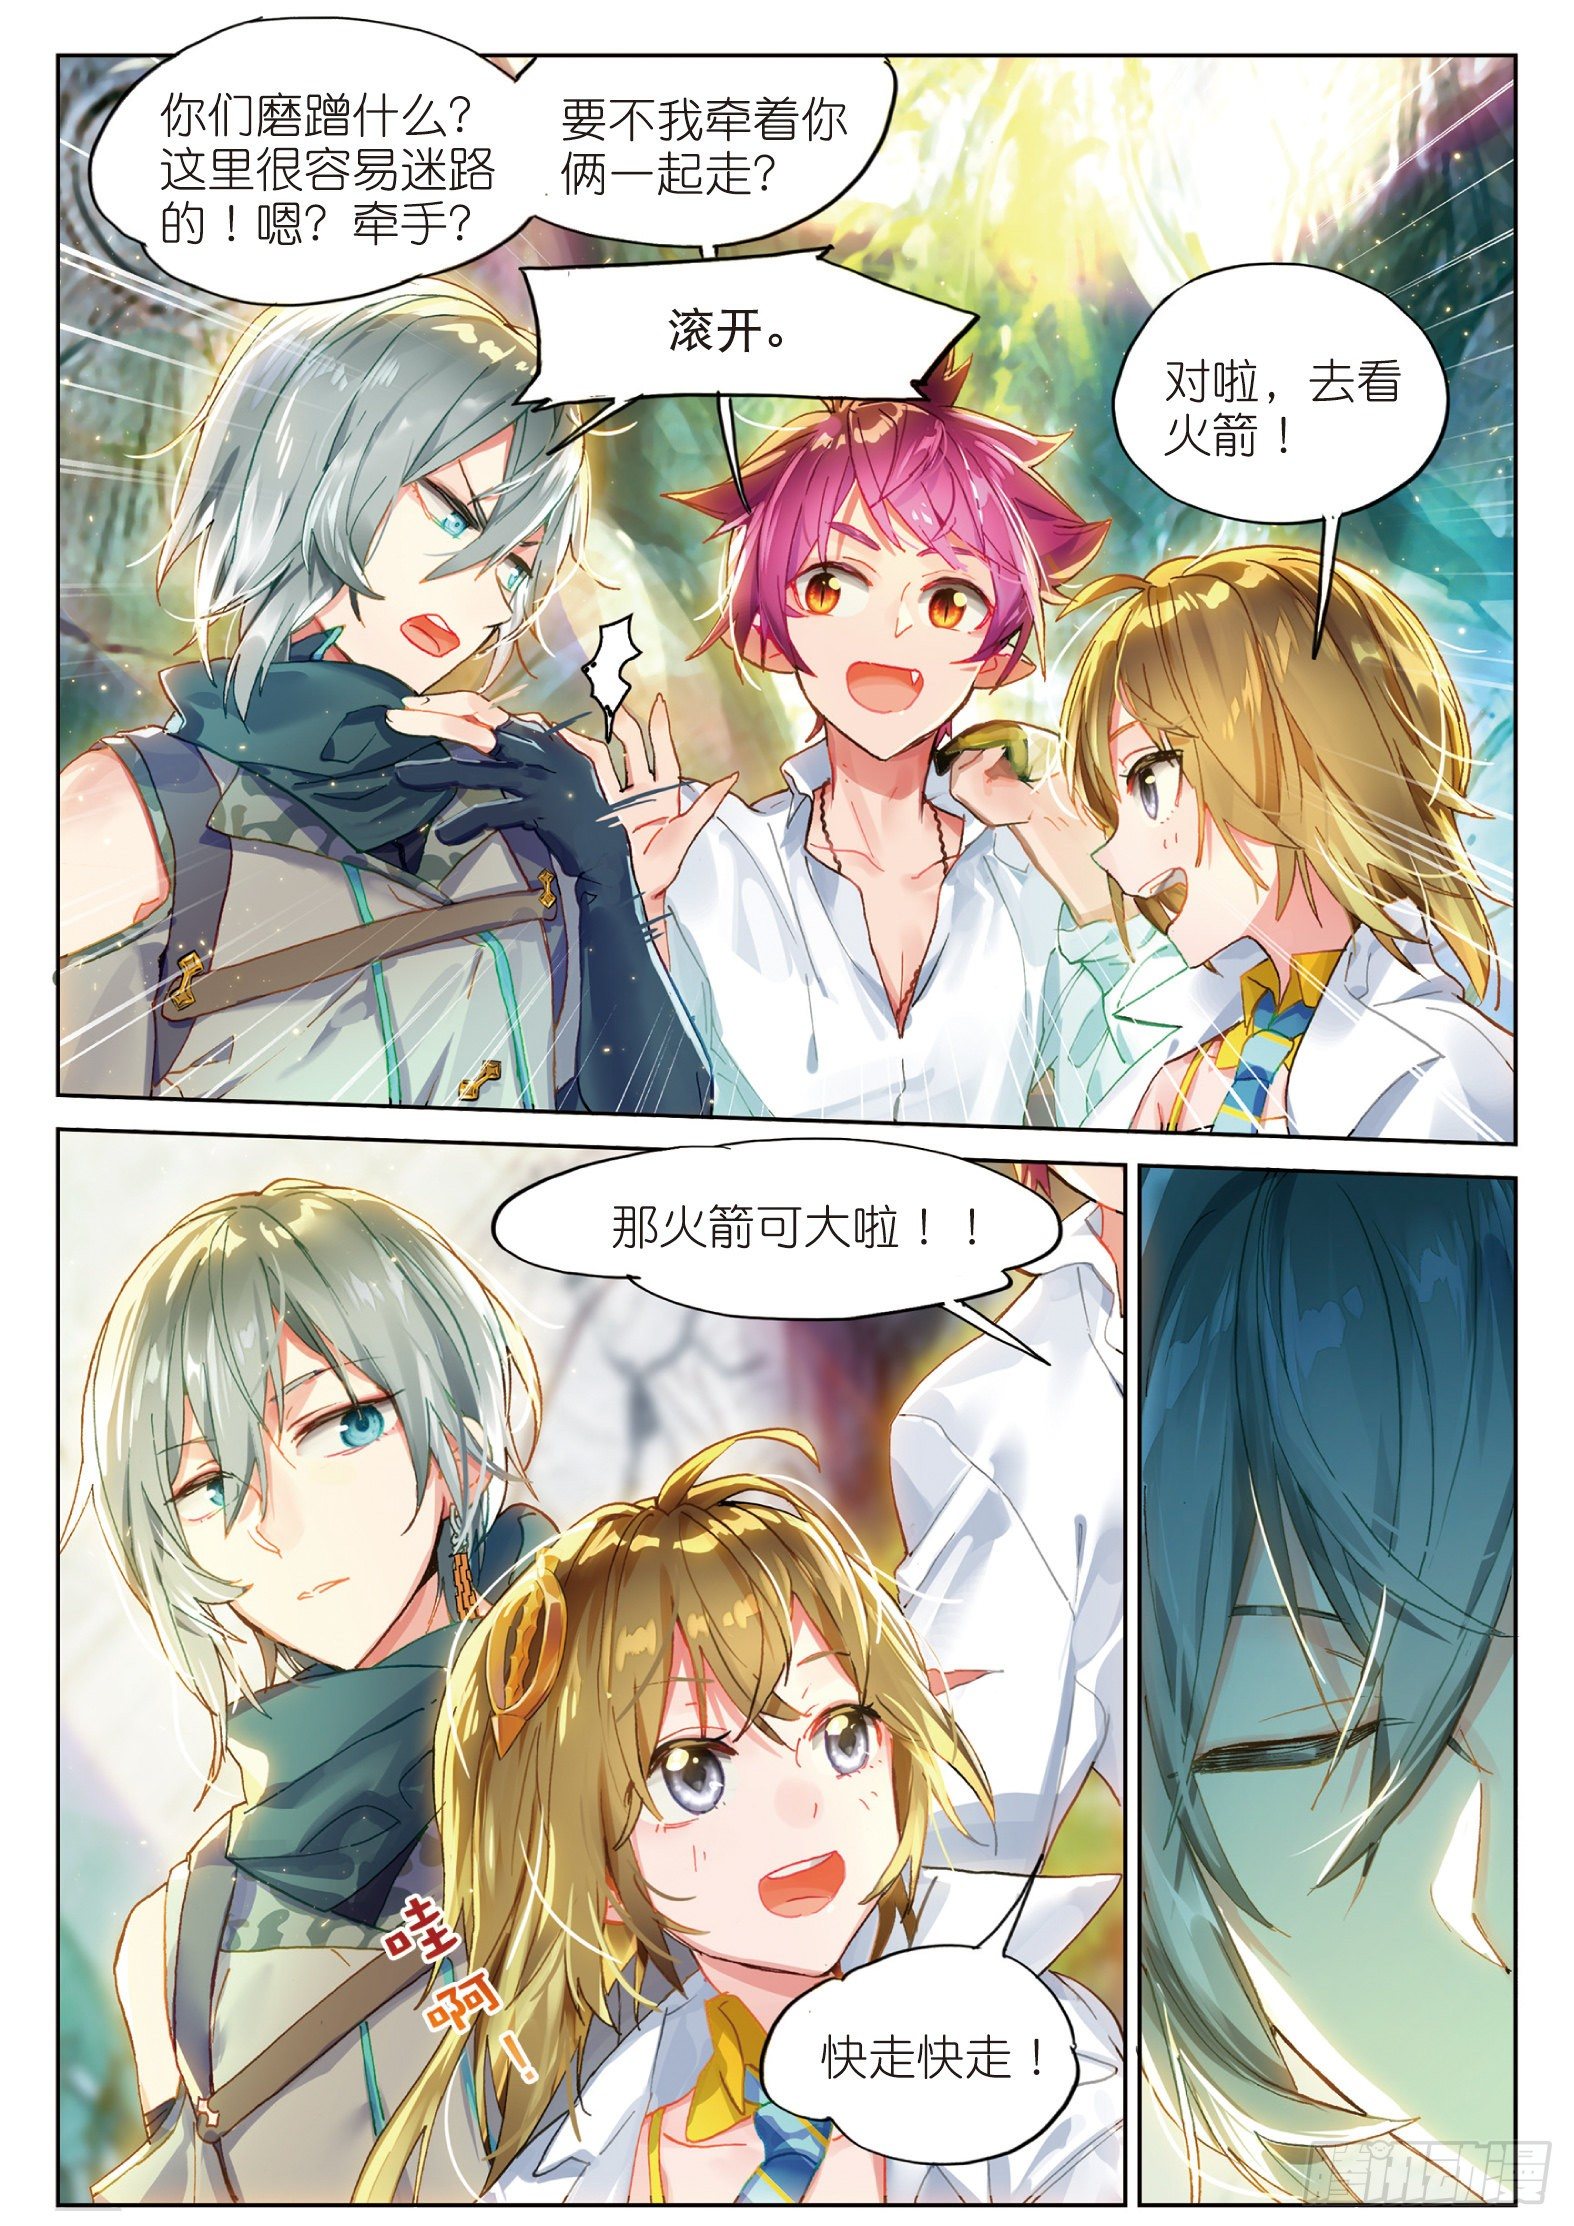 你们磨蹭什么？
这里很容易迷路
的！嗯？牵手？
要不我牵着你
俩一起走？
滚开。
对啦，去看
火箭！
那火箭可大啦！！
哇啊！
快走快走！
腾讯动漫